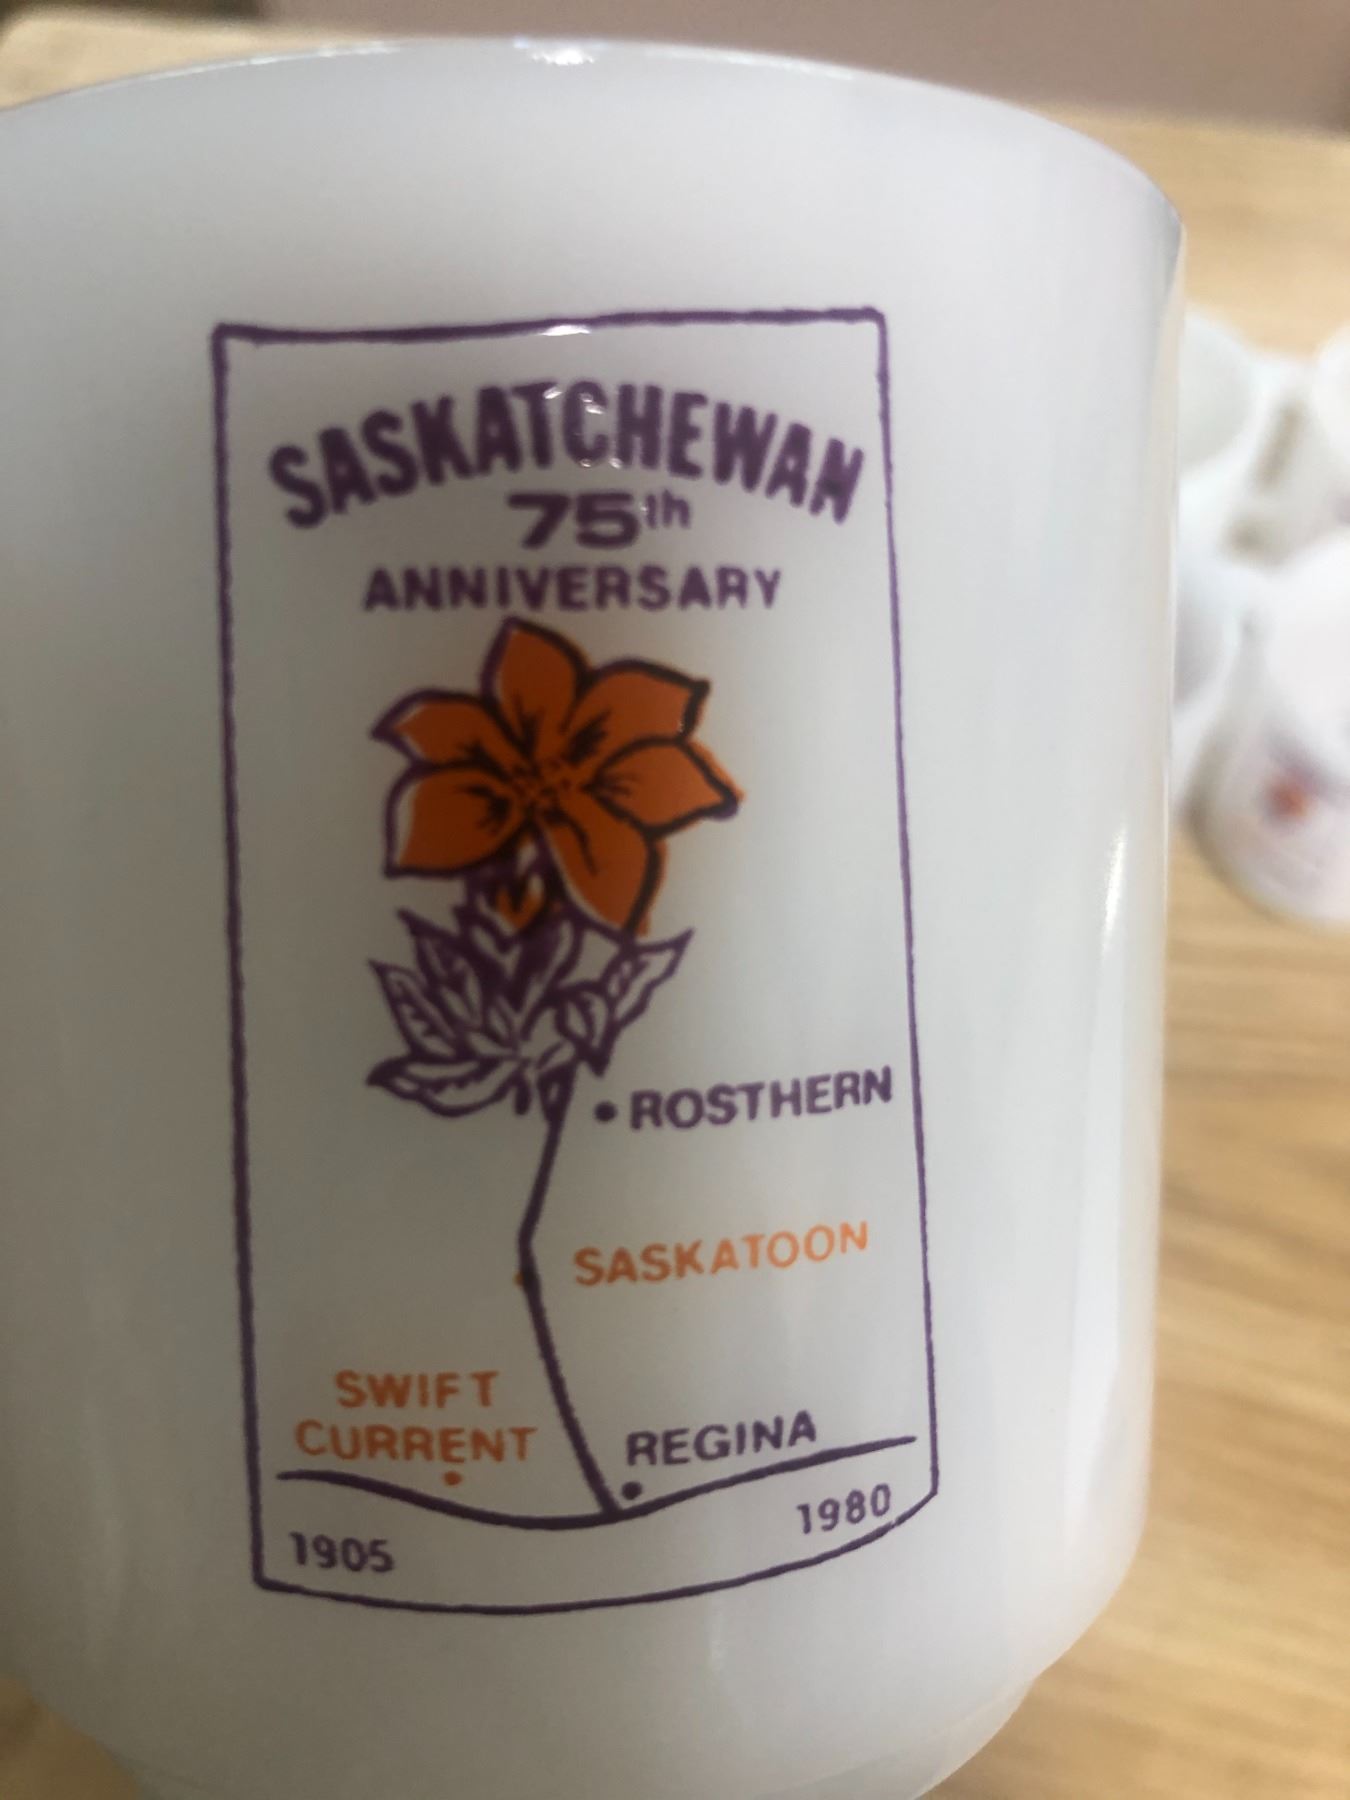 SASKATCHEWAN
75th
ANNIVERSARY
• ROSTHERN
SASKATOON
SWIFT
CURRENT
REGINA
1905
1980